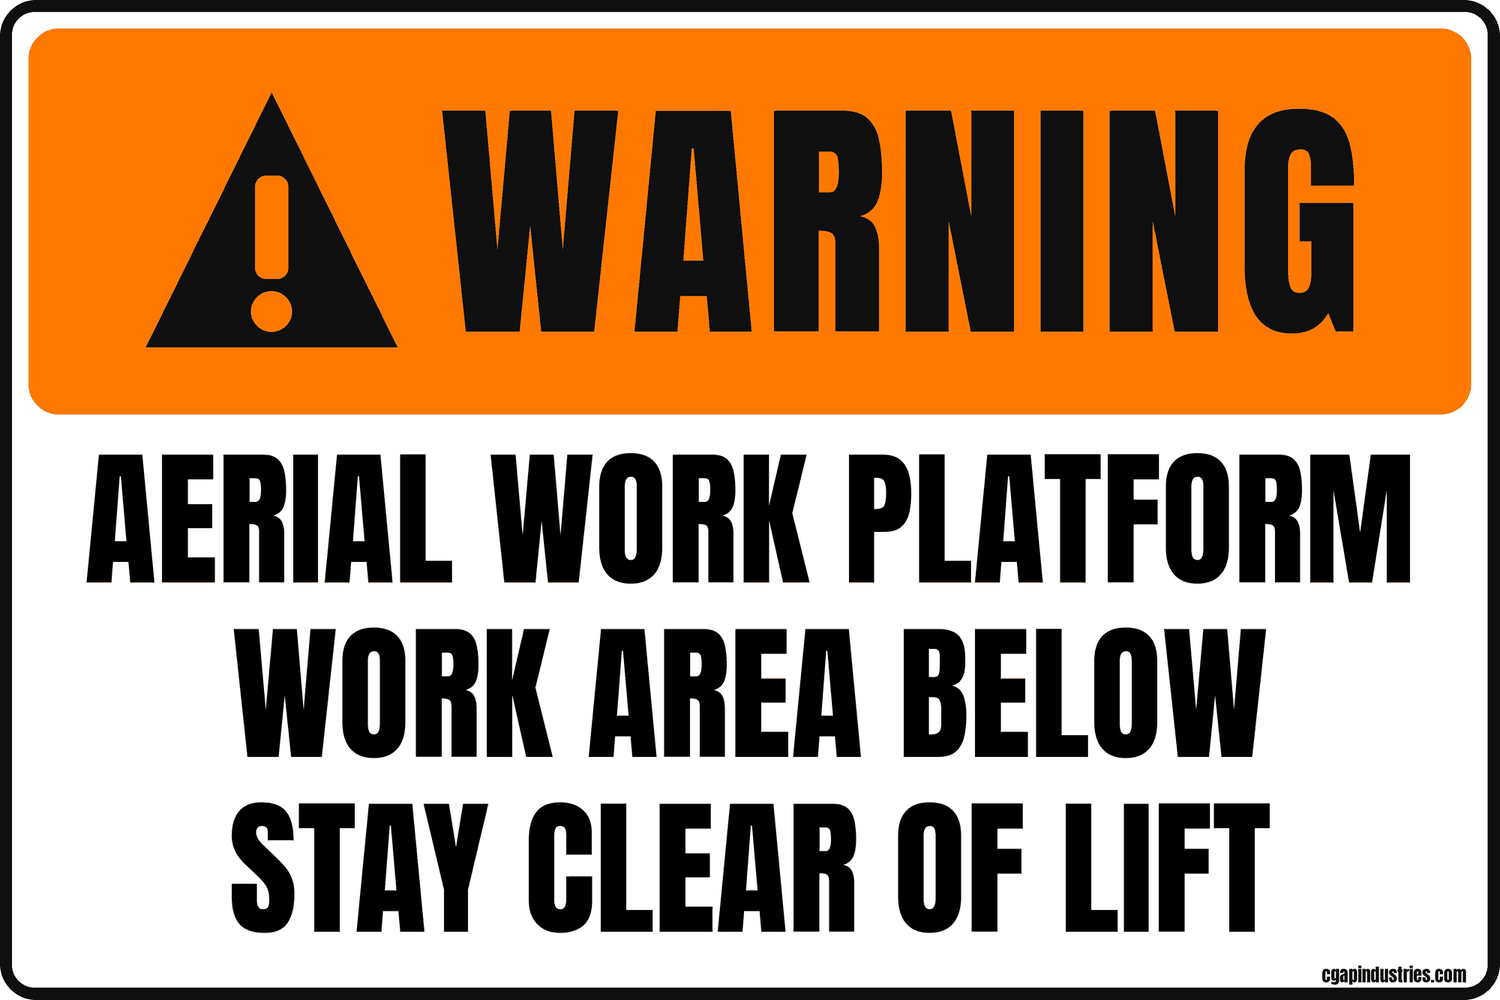 WARNING
AERIAL WORK PLATFORM
WORK AREA BELOW
STAY CLEAR OF LIFT
cgapindustries.com